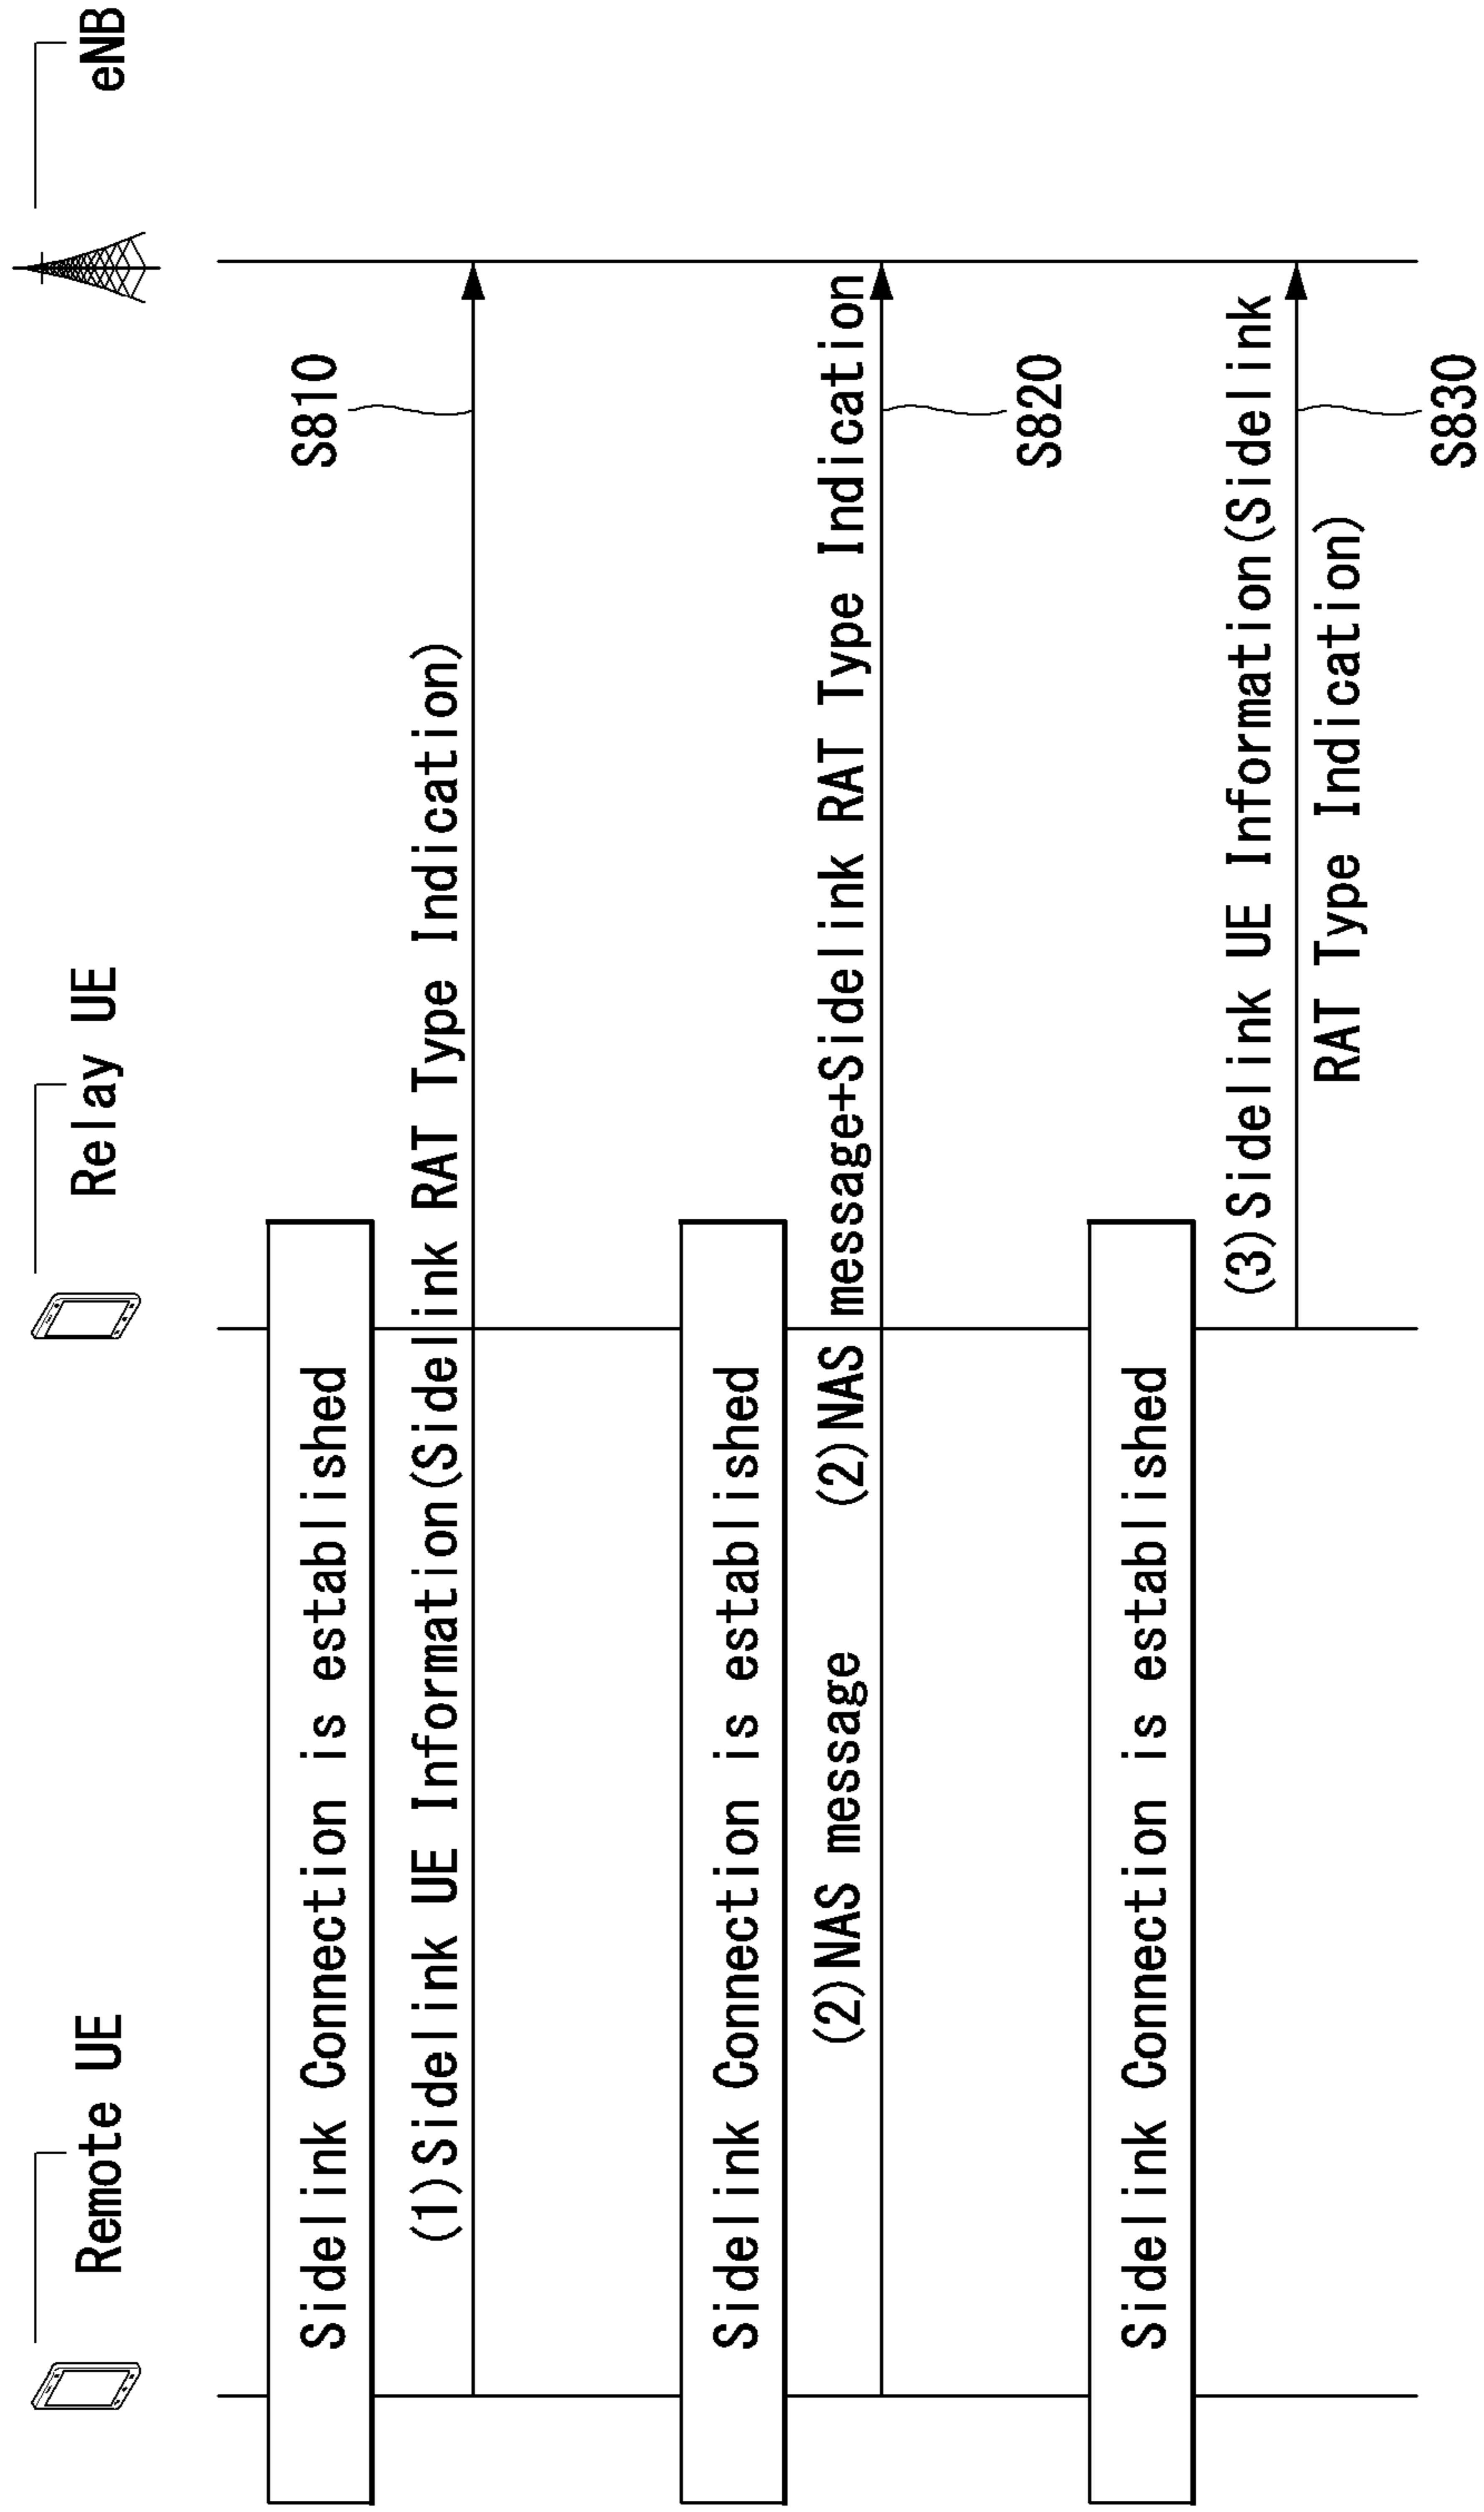 Remote UE
Relay UE
eNB
Sidelink Connection is established
S810
(1)Sidelink UE Information(Sidelink RAT Type Indication)
Sidelink Connection is established
(2)NAS message
(2)NAS message+Sidelink RAT Type Indication
S820
Sidelink Connection is established
(3)Sidelink UE Information(Sidelink
RAT Type Indication)
S830